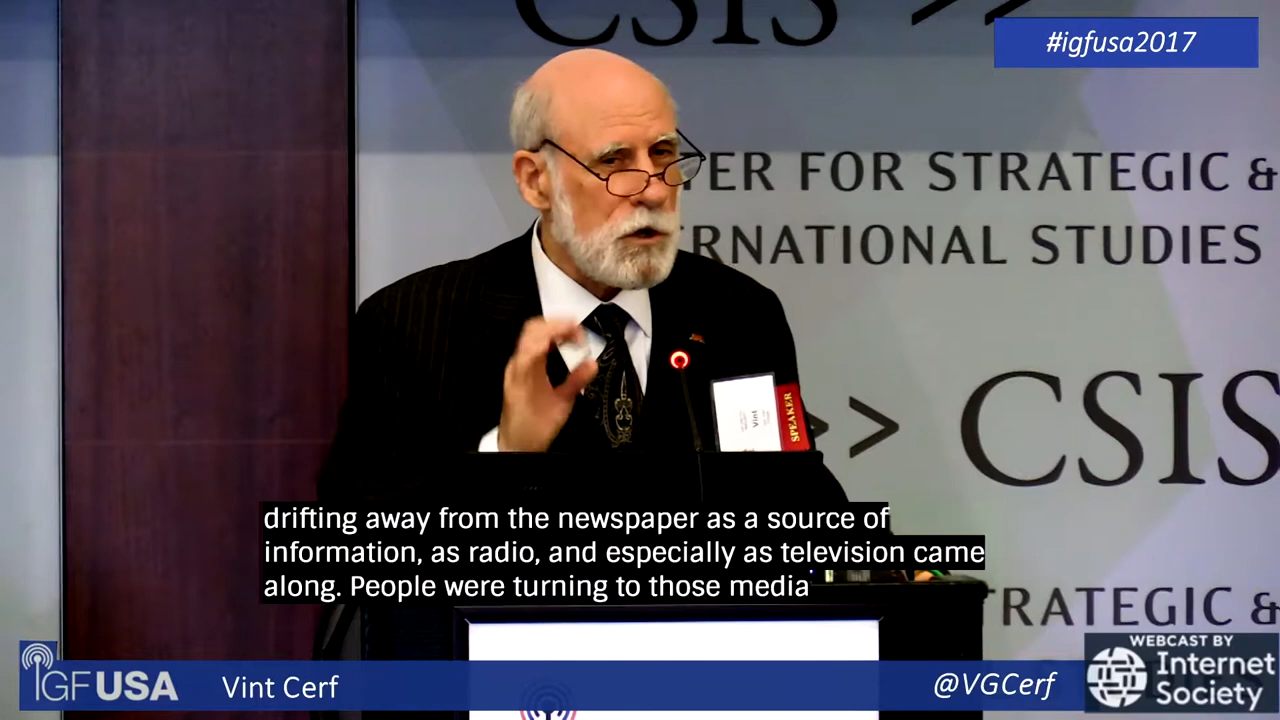 CSIS >>
#igfusa2017
TER FOR STRATEGIC &
RNATIONAL STUDIES
>> CSIS
Vint
SPEAKER
drifting away from the newspaper as a source of
information, as radio, and especially as television came
along. People were turning to those media
TRATEGIC &
IGFUSA
Vint Cerf
@VGCerf
WEBCAST BY
Internet
Society